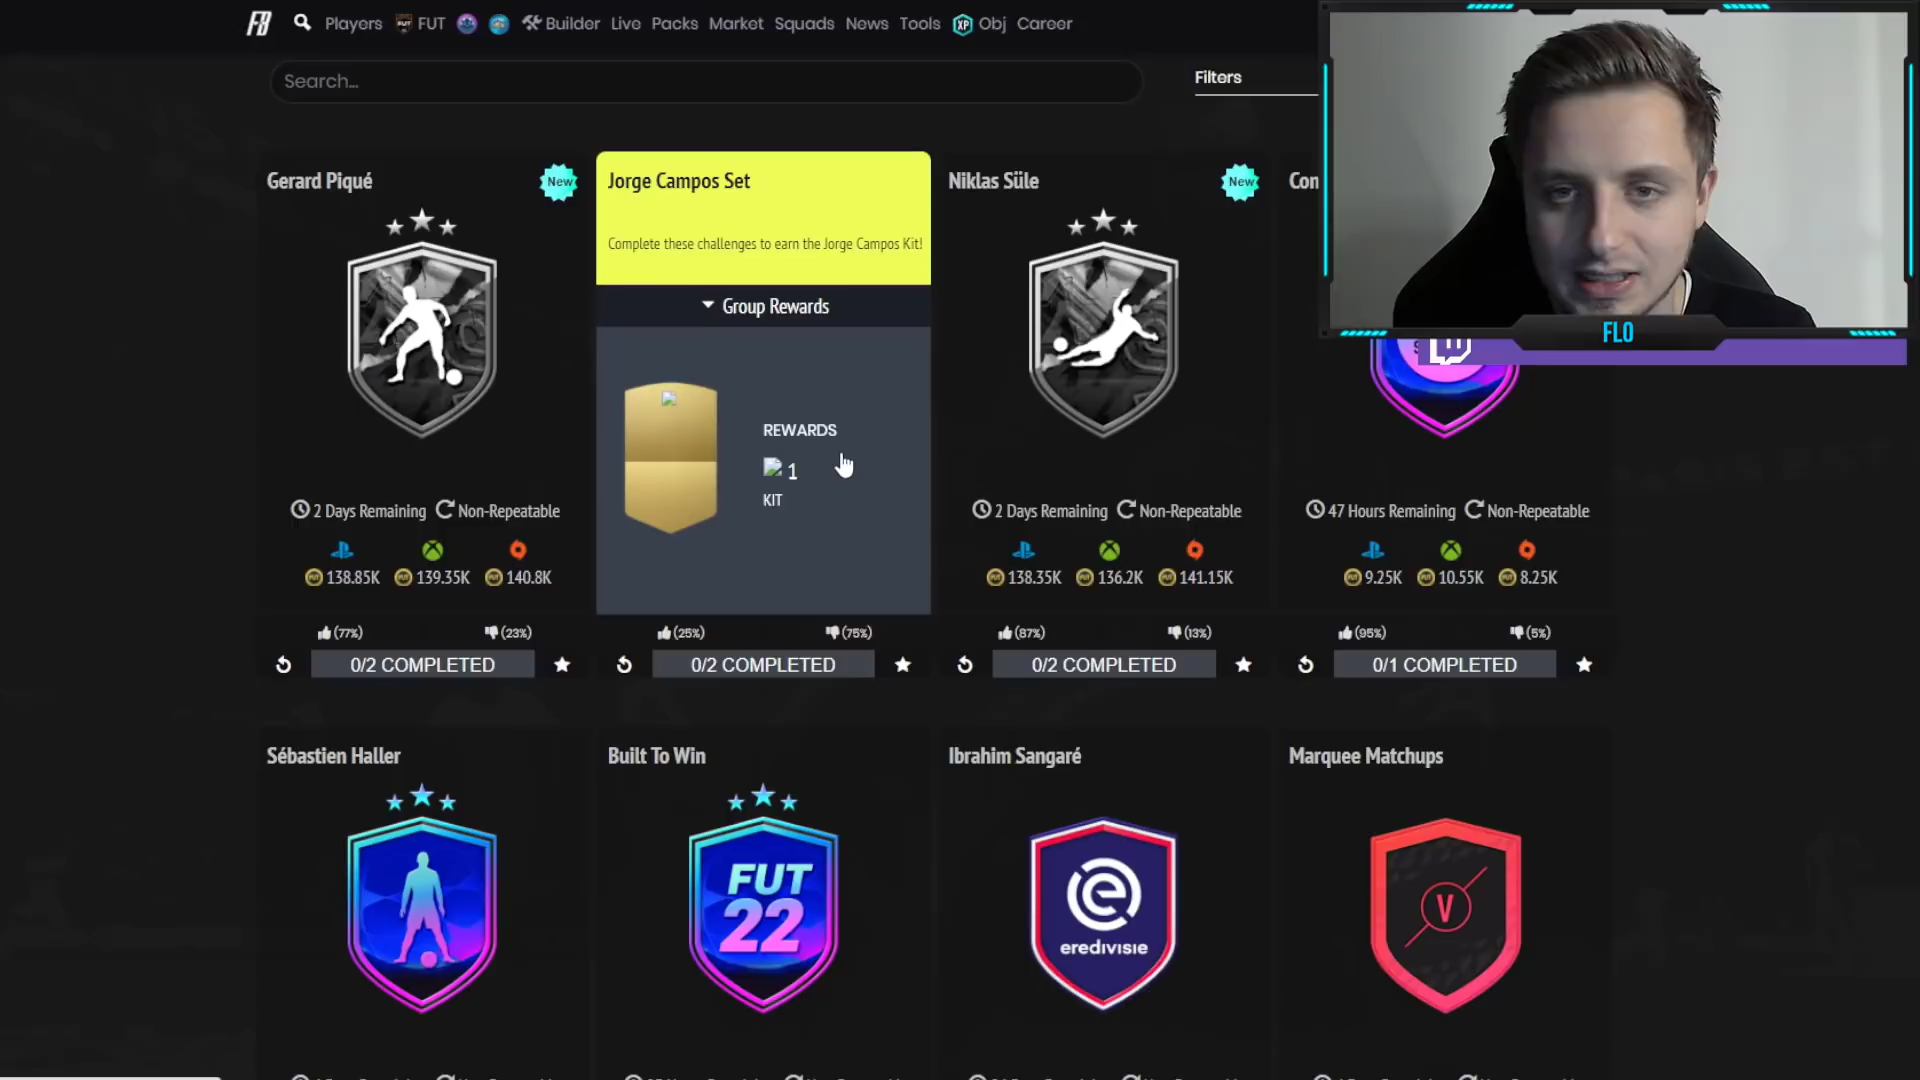 FB Players FUT Builder Live Packs Market Squads News Tools XP Obj Career
Search...
Filters
FLO
Gerard Piqué
New
2 Days Remaining Non-Repeatable
138.85K 139.35K 140.8K
(77%) (23%)
0/2 COMPLETED
Jorge Campos Set
Complete these challenges to earn the Jorge Campos Kit!
Group Rewards
REWARDS
1
KIT
(25%) (75%)
0/2 COMPLETED
Niklas Süle
New
2 Days Remaining Non-Repeatable
138.35K 136.2K 141.15K
(87%) (13%)
0/2 COMPLETED
Con
47 Hours Remaining Non-Repeatable
9.25K 10.55K 8.25K
(95%) (5%)
0/1 COMPLETED
Sébastien Haller
Built To Win
FUT
22
Ibrahim Sangaré
eredivisie
Marquee Matchups
V